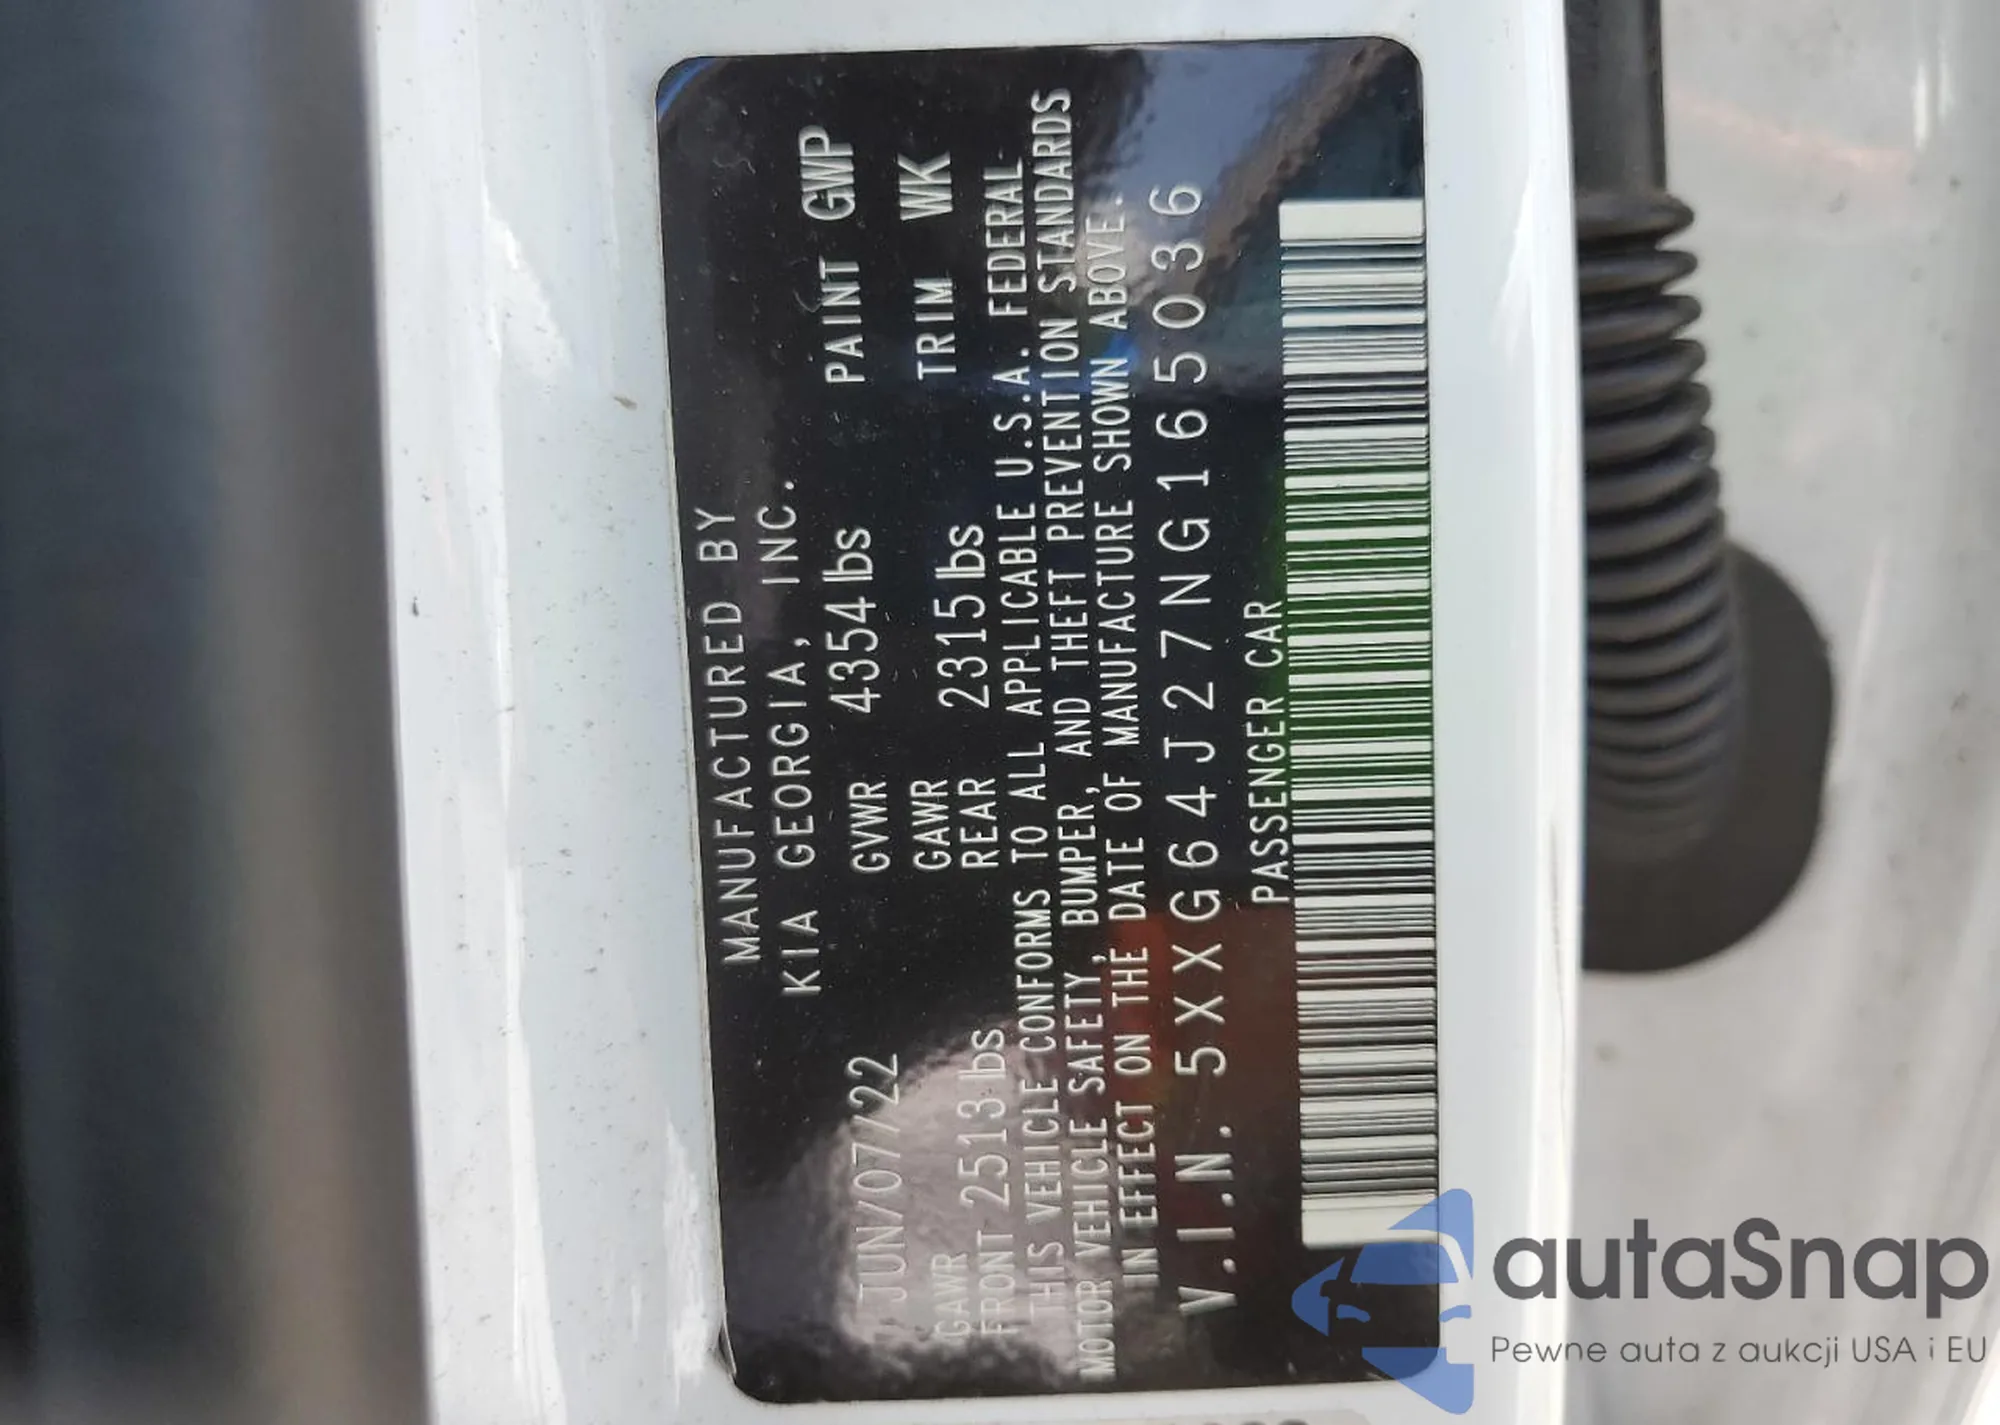 MANUFACTURED BY
KIA GEORGIA, INC.
JUN/07/22 GVWR 4354 lbs PAINT GWP
GAWR FRONT 2513 lbs GAWR REAR 2315 lbs TRIM WK
THIS VEHICLE CONFORMS TO ALL APPLICABLE U.S.A. FEDERAL
MOTOR VEHICLE SAFETY, BUMPER, AND THEFT PREVENTION STANDARDS
IN EFFECT ON THE DATE OF MANUFACTURE SHOWN ABOVE.
V.I.N. 5XXG64J27NG165036
PASSENGER CAR
autaSnap
Pewne auta z aukcji USA i EU